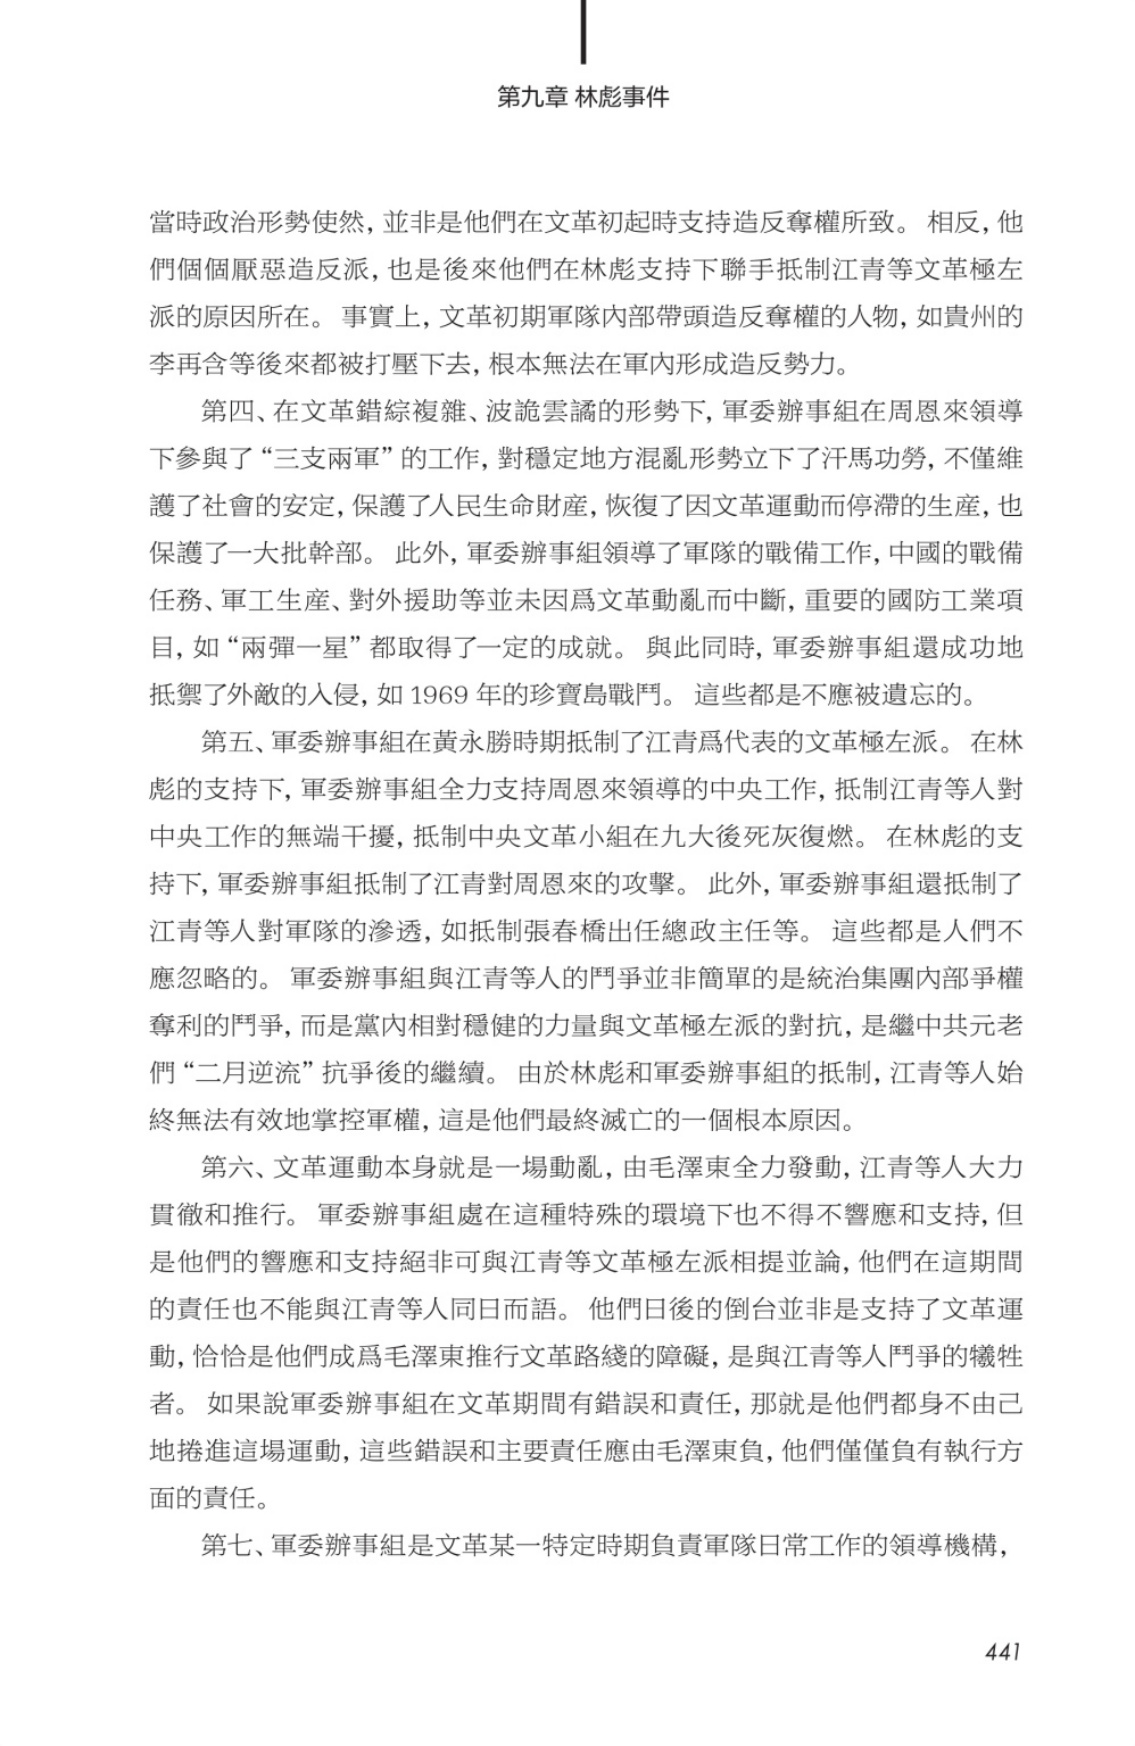 第九章 林彪事件
當時政治形勢使然，並非是他們在文革初起時支持造反奪權所致。 相反，他
們個個厭惡造反派，也是後來他們在林彪支持下聯手抵制江青等文革極左
派的原因所在。 事實上，文革初期軍隊內部帶頭造反奪權的人物，如貴州的
李再含等後來都被打壓下去，根本無法在軍內形成造反勢力。
第四、在文革錯綜複雜、波詭雲譎的形勢下，軍委辦事組在周恩來領導
下參與了“三支兩軍”的工作，對穩定地方混亂形勢立下了汗馬功勞，不僅維
護了社會的安定，保護了人民生命財産，恢復了因文革運動而停滯的生産，也
保護了一大批幹部。 此外，軍委辦事組領導了軍隊的戰備工作，中國的戰備
任務、軍工生産、對外援助等並未因爲文革動亂而中斷，重要的國防工業項
目，如“兩彈一星”都取得了一定的成就。 與此同時，軍委辦事組還成功地
抵禦了外敵的入侵，如 1969 年的珍寶島戰鬥。 這些都是不應被遺忘的。
第五、軍委辦事組在黃永勝時期抵制了江青爲代表的文革極左派。 在林
彪的支持下，軍委辦事組全力支持周恩來領導的中央工作，抵制江青等人對
中央工作的無端干擾，抵制中央文革小組在九大後死灰復燃。 在林彪的支
持下，軍委辦事組抵制了江青對周恩來的攻擊。 此外，軍委辦事組還抵制了
江青等人對軍隊的滲透，如抵制張春橋出任總政主任等。 這些都是人們不
應忽略的。 軍委辦事組與江青等人的鬥爭並非簡單的是統治集團內部爭權
奪利的鬥爭，而是黨內相對穩健的力量與文革極左派的對抗，是繼中共元老
們“二月逆流”抗爭後的繼續。 由於林彪和軍委辦事組的抵制，江青等人始
終無法有效地掌控軍權，這是他們最終滅亡的一個根本原因。
第六、文革運動本身就是一場動亂，由毛澤東全力發動，江青等人大力
貫徹和推行。 軍委辦事組處在這種特殊的環境下也不得不響應和支持，但
是他們的響應和支持絕非可與江青等文革極左派相提並論，他們在這期間
的責任也不能與江青等人同日而語。 他們日後的倒台並非是支持了文革運
動，恰恰是他們成爲毛澤東推行文革路綫的障礙，是與江青等人鬥爭的犧牲
者。 如果說軍委辦事組在文革期間有錯誤和責任，那就是他們都身不由己
地捲進這場運動，這些錯誤和主要責任應由毛澤東負，他們僅僅負有執行方
面的責任。
第七、軍委辦事組是文革某一特定時期負責軍隊日常工作的領導機構，
441